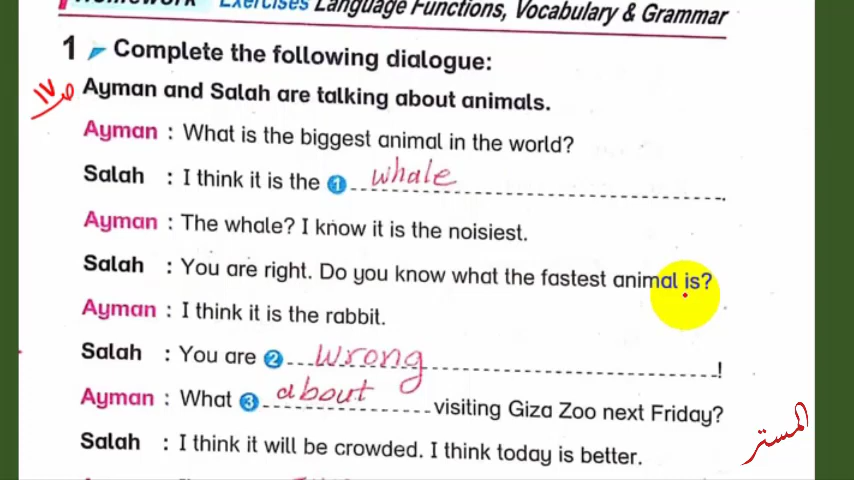 Exercises Language Functions, Vocabulary & Grammar
1 Complete the following dialogue:
١٧ ص Ayman and Salah are talking about animals.
Ayman : What is the biggest animal in the world?
Salah : I think it is the 1 whale
Ayman : The whale? I know it is the noisiest.
Salah : You are right. Do you know what the fastest animal is?
Ayman : I think it is the rabbit.
Salah : You are 2 wrong !
Ayman : What 3 about visiting Giza Zoo next Friday?
المستر
Salah : I think it will be crowded. I think today is better.